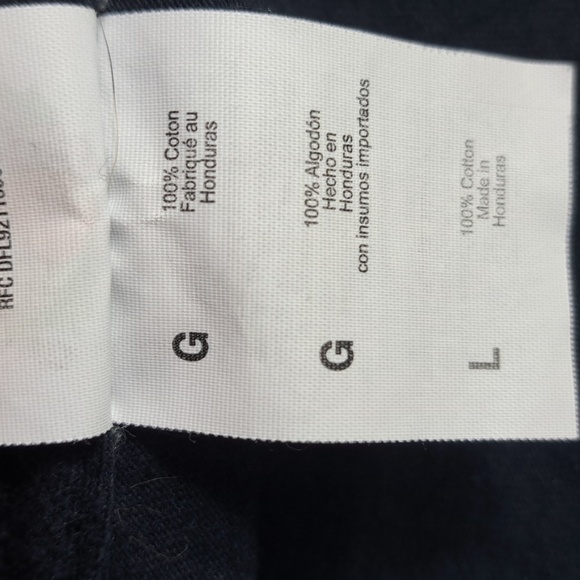 100% Coton
Fabriqué au
Honduras
G
100% Algodón
Hecho en
Honduras
con insumos importados
G
100% Cotton
Made in
Honduras
L